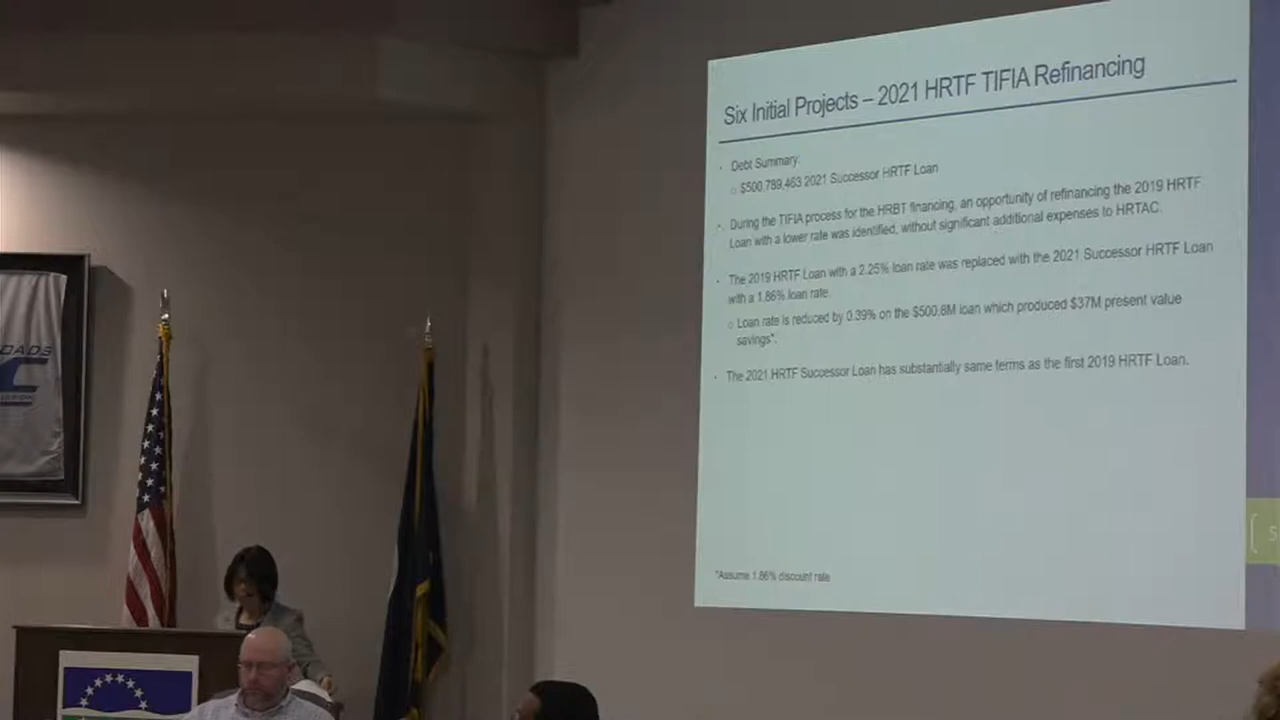 Six Initial Projects – 2021 HRTF TIFIA Refinancing
Debt Summary:
$500,789,463 2021 Successor HRTF Loan
During the TIFIA process for the HRBT financing, an opportunity of refinancing the 2019 HRTF
Loan with a lower rate was identified, without significant additional expenses to HRTAC.
The 2019 HRTF Loan with a 2.25% loan rate was replaced with the 2021 Successor HRTF Loan
with a 1.86% loan rate.
Loan rate is reduced by 0.39% on the $500.8M loan which produced $37M present value
savings*.
The 2021 HRTF Successor Loan has substantially same terms as the first 2019 HRTF Loan.
*Assume 1.86% discount rate